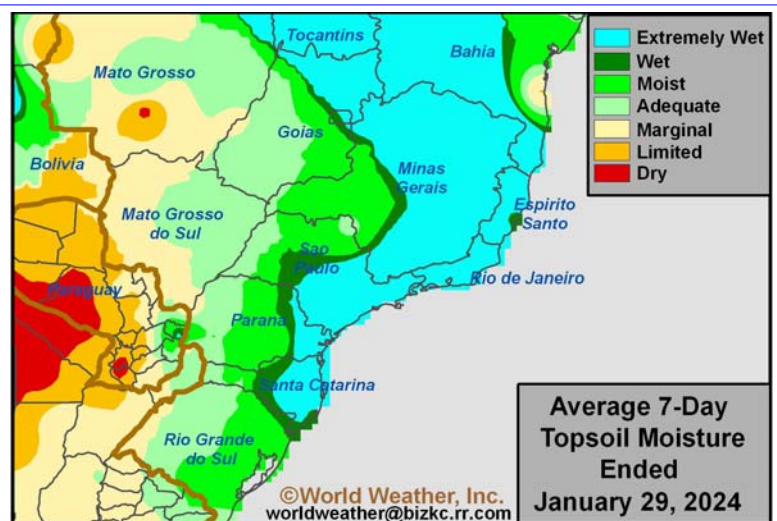 Tocantins
Bahia
Mato Grosso
Goias
Bolivia
Minas
Gerais
Mato Grosso
do Sul
Espirito
Santo
Sao
Paulo
Rio de Janeiro
Paraguay
Parana
Santa Catarina
Rio Grande
do Sul
Extremely Wet
Wet
Moist
Adequate
Marginal
Limited
Dry
Average 7-Day
Topsoil Moisture
Ended
January 29, 2024
©World Weather, Inc.
worldweather@bizkc.rr.com